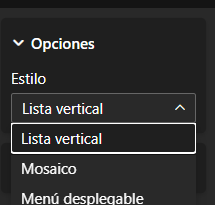 Opciones
Estilo
Lista vertical
Lista vertical
Mosaico
Menú desplegable